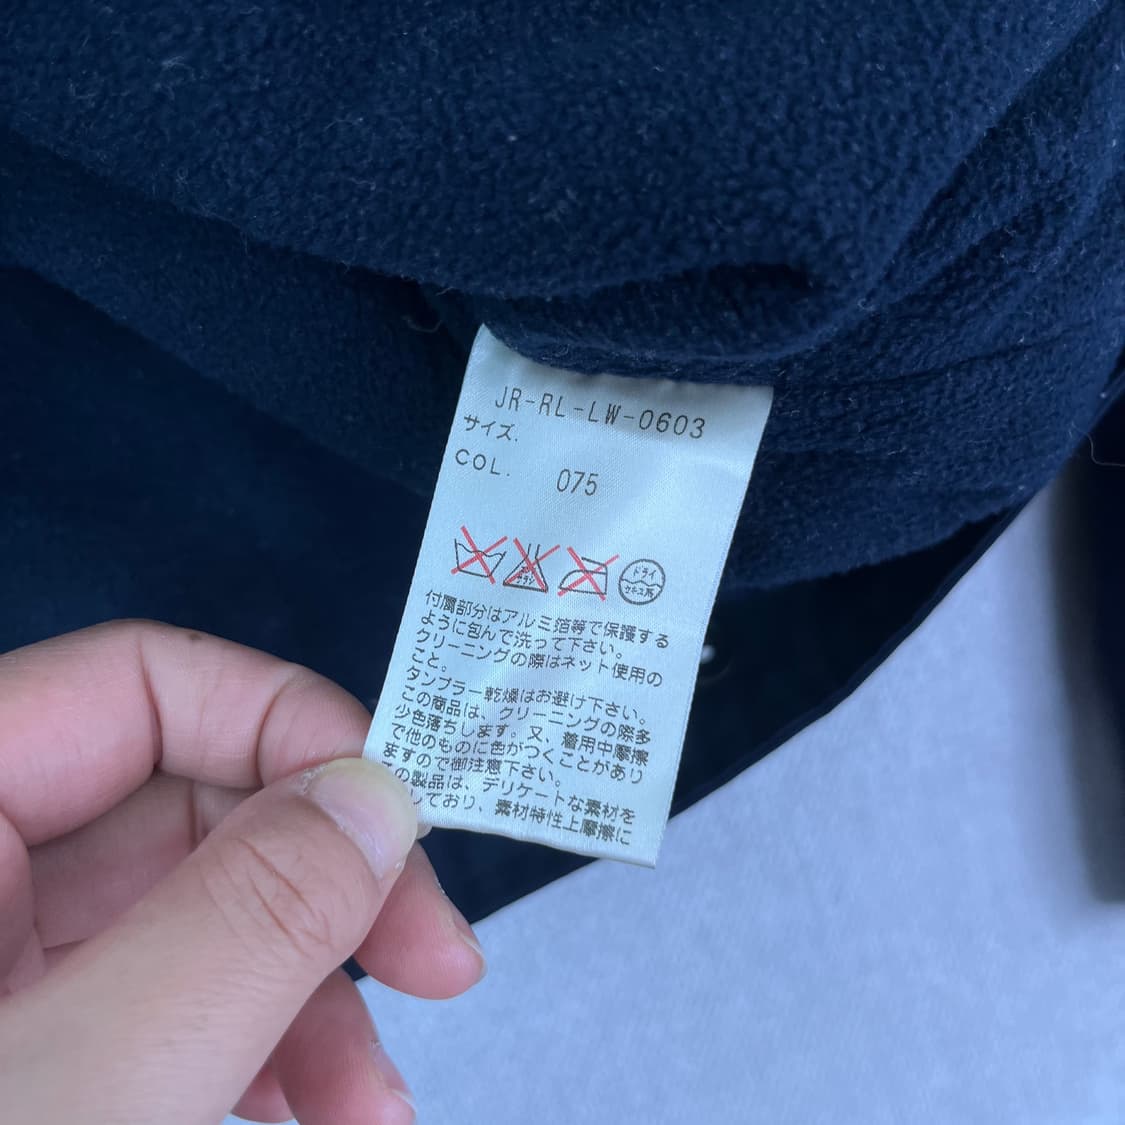 JR-RL-LW-0603
サイズ.
COL. 075
ドライ
セキユ系
付属部分はアルミ箔等で保護する
ように包んで洗って下さい。
クリーニングの際はネット使用の
こと。
タンブラー乾燥はお避け下さい。
この商品は、クリーニングの際多
少色落ちします。又、着用中摩擦
で他のものに色がつくことがあり
ますので御注意下さい。
この製品は、デリケートな素材を
しており、素材特性上摩擦に